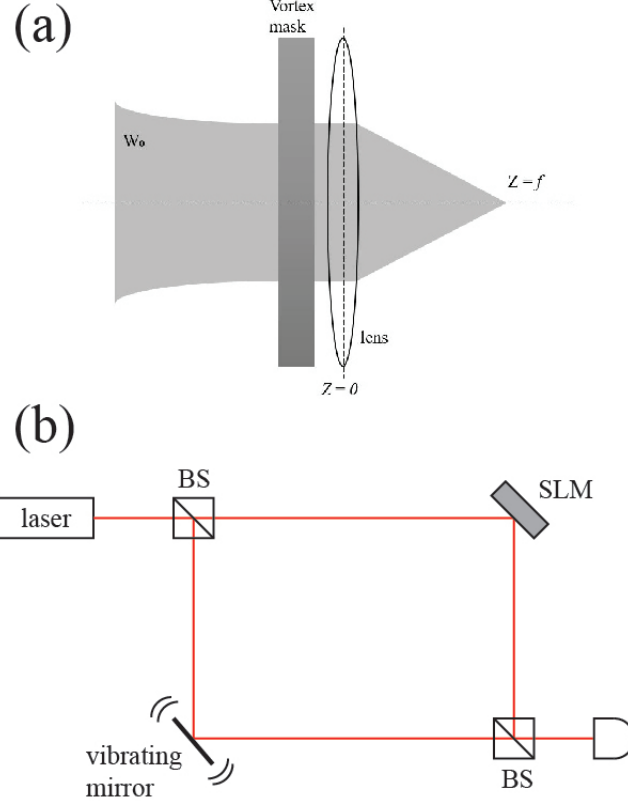 (a)
Vortex
mask
W₀
Z = f
lens
Z = 0
(b)
BS
SLM
laser
vibrating
mirror
BS